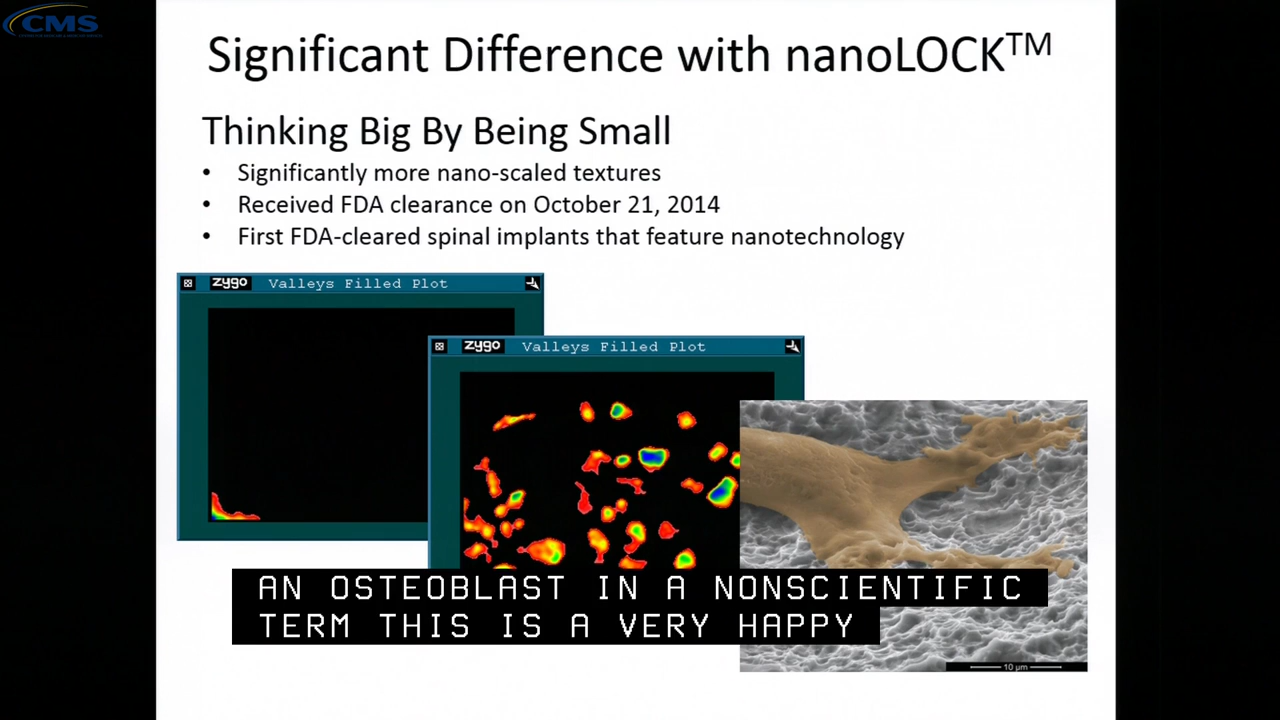 CMS
Significant Difference with nanoLOCK™
Thinking Big By Being Small
• Significantly more nano-scaled textures
• Received FDA clearance on October 21, 2014
• First FDA-cleared spinal implants that feature nanotechnology
zygo Valleys Filled Plot
zygo Valleys Filled Plot
AN OSTEOBLAST IN A NONSCIENTIFIC
TERM THIS IS A VERY HAPPY
10 µm